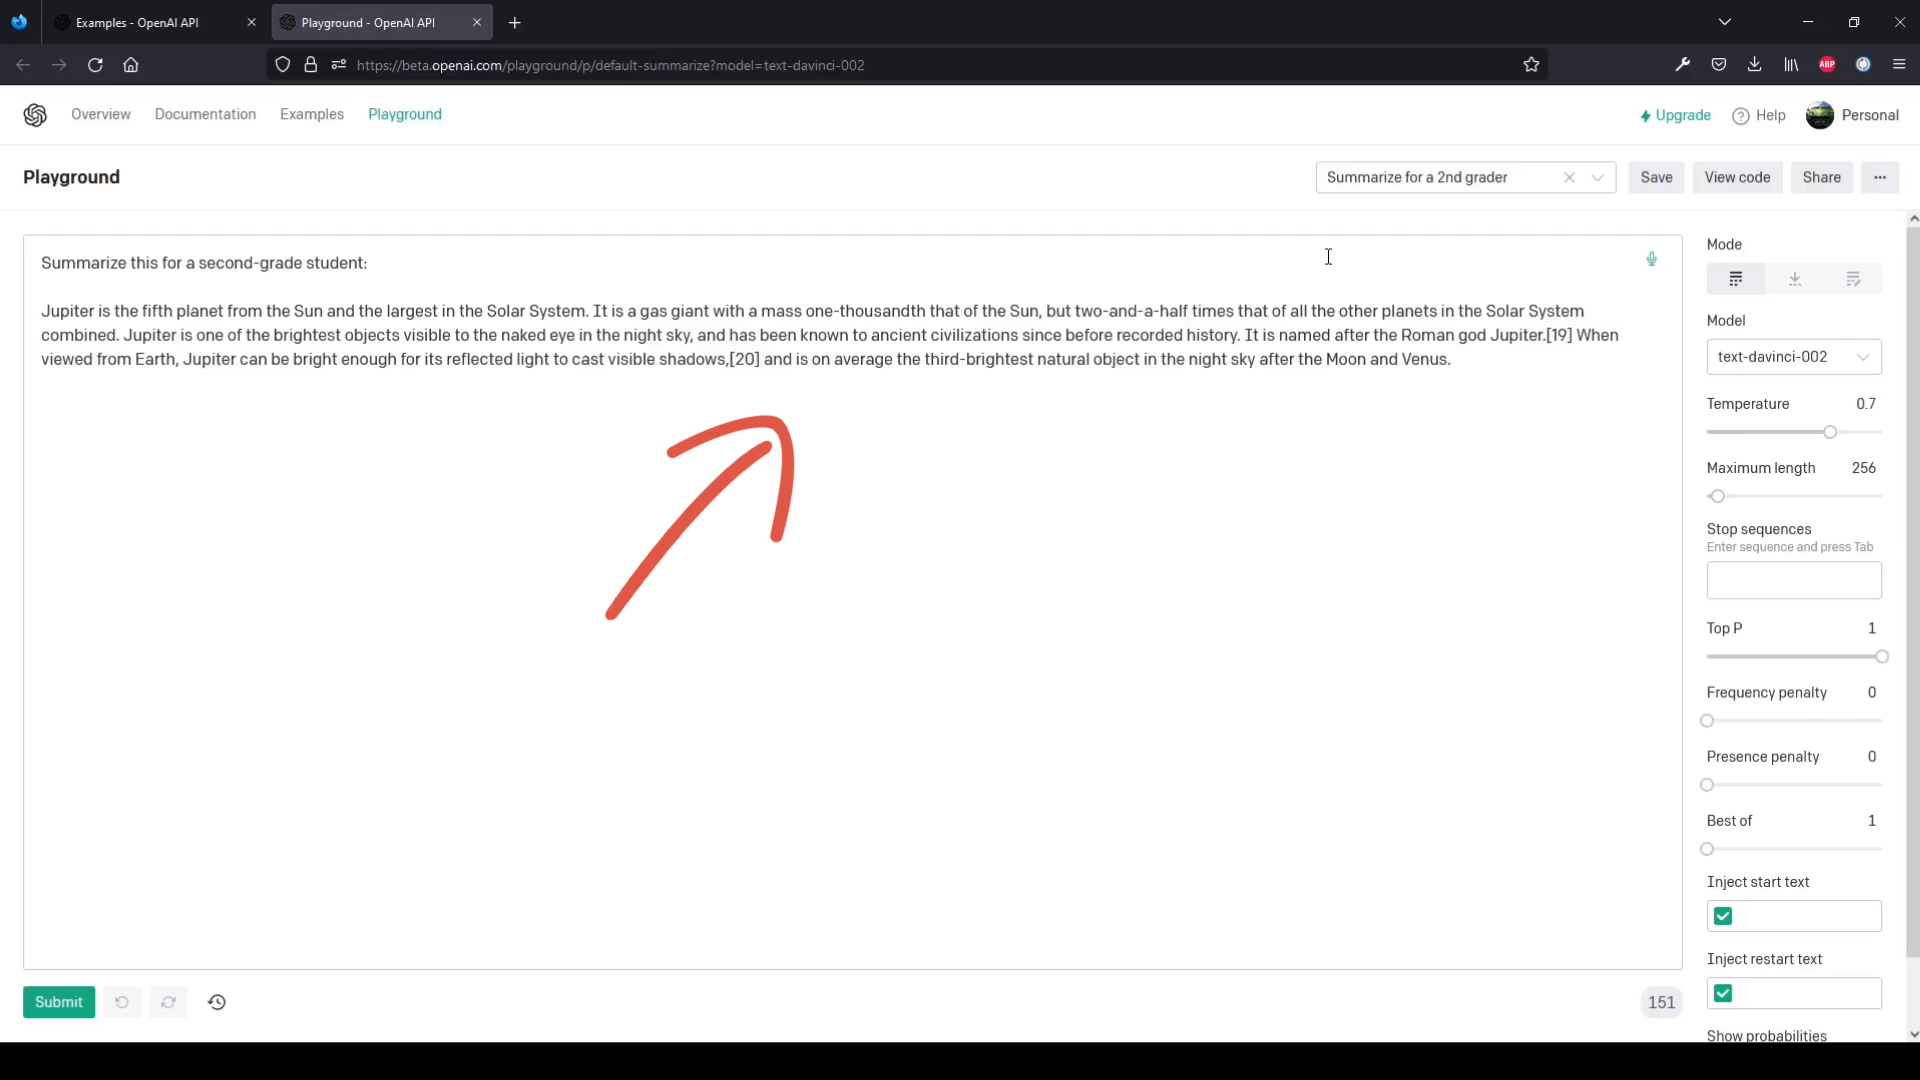 Examples - OpenAI API
Playground - OpenAI API
https://beta.openai.com/playground/p/default-summarize?model=text-davinci-002
ABP
Overview
Documentation
Examples
Playground
Upgrade
Help
Personal
Playground
Summarize for a 2nd grader
Save
View code
Share
Summarize this for a second-grade student:
Jupiter is the fifth planet from the Sun and the largest in the Solar System. It is a gas giant with a mass one-thousandth that of the Sun, but two-and-a-half times that of all the other planets in the Solar System
combined. Jupiter is one of the brightest objects visible to the naked eye in the night sky, and has been known to ancient civilizations since before recorded history. It is named after the Roman god Jupiter.[19] When
viewed from Earth, Jupiter can be bright enough for its reflected light to cast visible shadows,[20] and is on average the third-brightest natural object in the night sky after the Moon and Venus.
Mode
Model
text-davinci-002
Temperature 0.7
Maximum length 256
Stop sequences
Enter sequence and press Tab
Top P 1
Frequency penalty 0
Presence penalty 0
Best of 1
Inject start text
Inject restart text
Show probabilities
Submit
151